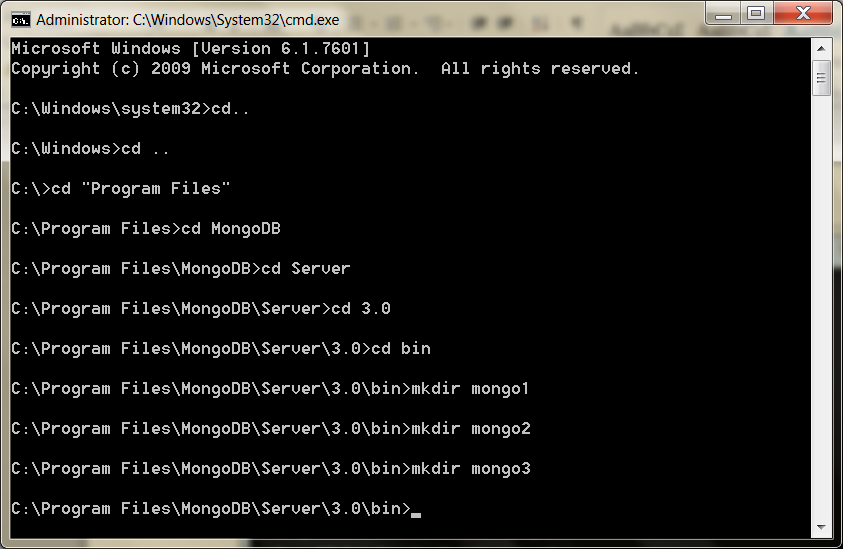 Administrator: C:\Windows\System32\cmd.exe
Microsoft Windows [Version 6.1.7601]
Copyright (c) 2009 Microsoft Corporation.  All rights reserved.
C:\Windows\system32>cd..
C:\Windows>cd ..
C:\>cd "Program Files"
C:\Program Files>cd MongoDB
C:\Program Files\MongoDB>cd Server
C:\Program Files\MongoDB\Server>cd 3.0
C:\Program Files\MongoDB\Server\3.0>cd bin
C:\Program Files\MongoDB\Server\3.0\bin>mkdir mongo1
C:\Program Files\MongoDB\Server\3.0\bin>mkdir mongo2
C:\Program Files\MongoDB\Server\3.0\bin>mkdir mongo3
C:\Program Files\MongoDB\Server\3.0\bin>_